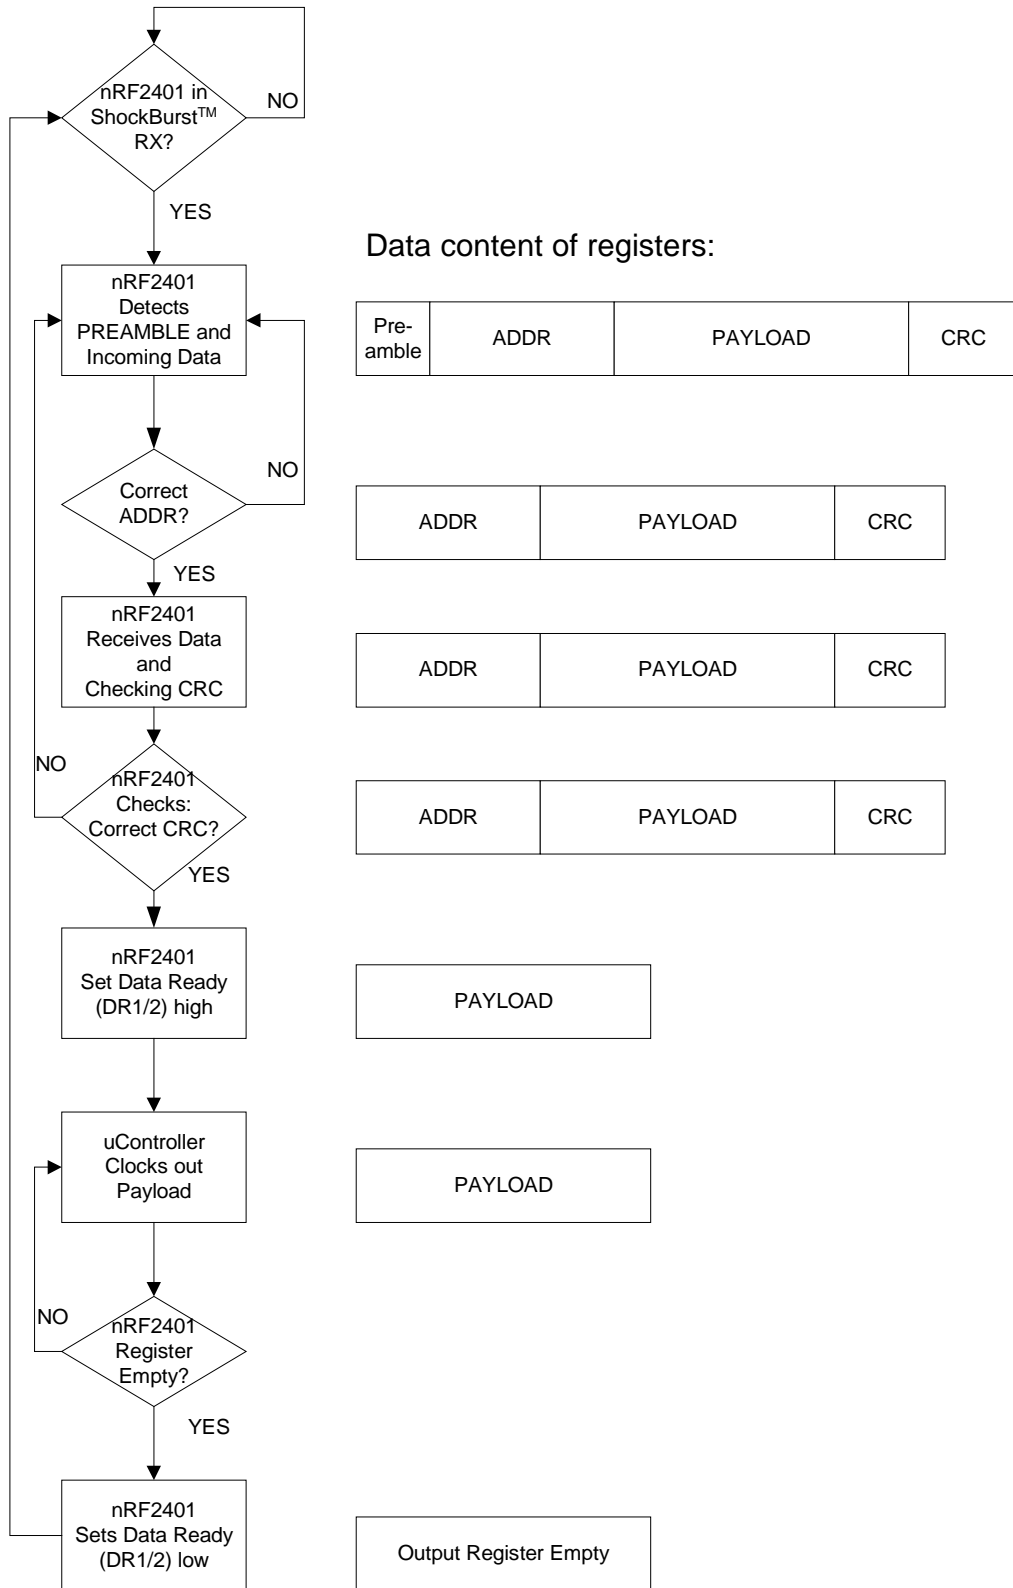 nRF2401 in
ShockBurst™
RX?
NO
YES
Data content of registers:
nRF2401
Detects
PREAMBLE and
Incoming Data
Pre-
amble
ADDR
PAYLOAD
CRC
NO
Correct
ADDR?
ADDR
PAYLOAD
CRC
YES
nRF2401
Receives Data
and
Checking CRC
ADDR
PAYLOAD
CRC
NO
nRF2401
Checks:
Correct CRC?
ADDR
PAYLOAD
CRC
YES
nRF2401
Set Data Ready
(DR1/2) high
PAYLOAD
uController
Clocks out
Payload
PAYLOAD
NO
nRF2401
Register
Empty?
YES
nRF2401
Sets Data Ready
(DR1/2) low
Output Register Empty